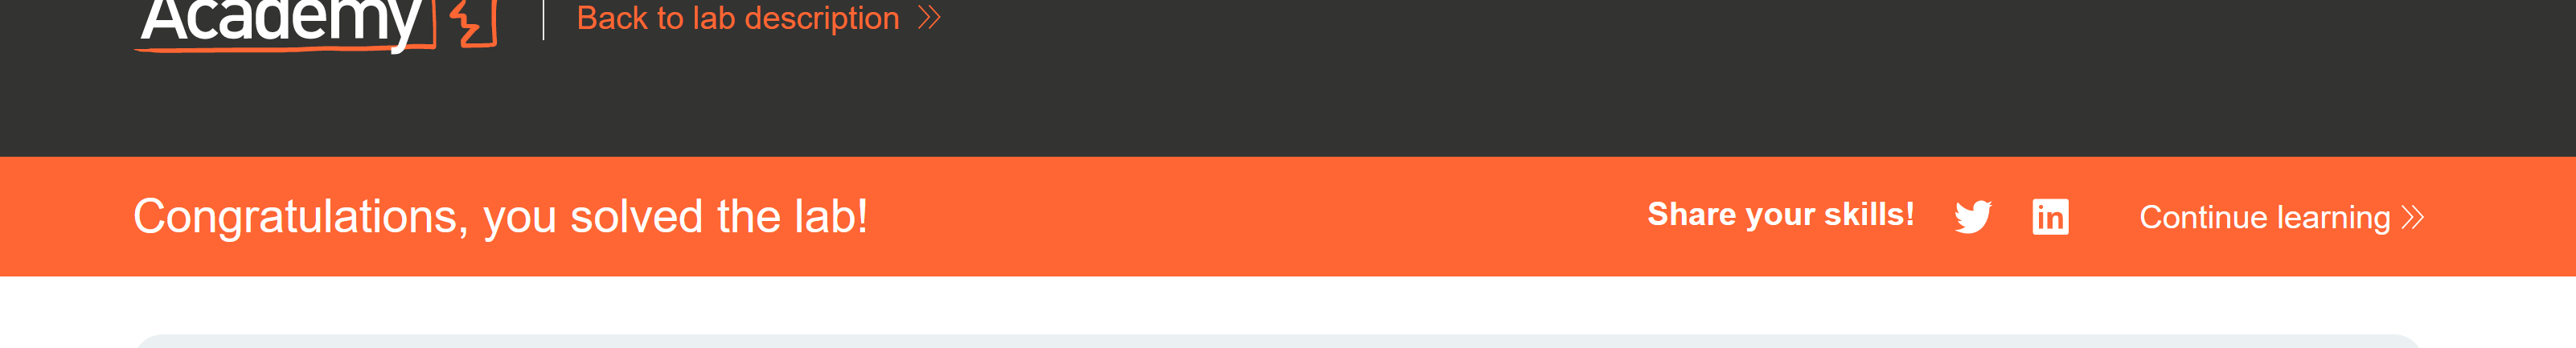 Academy
Back to lab description
Congratulations, you solved the lab!
Share your skills!
Continue learning